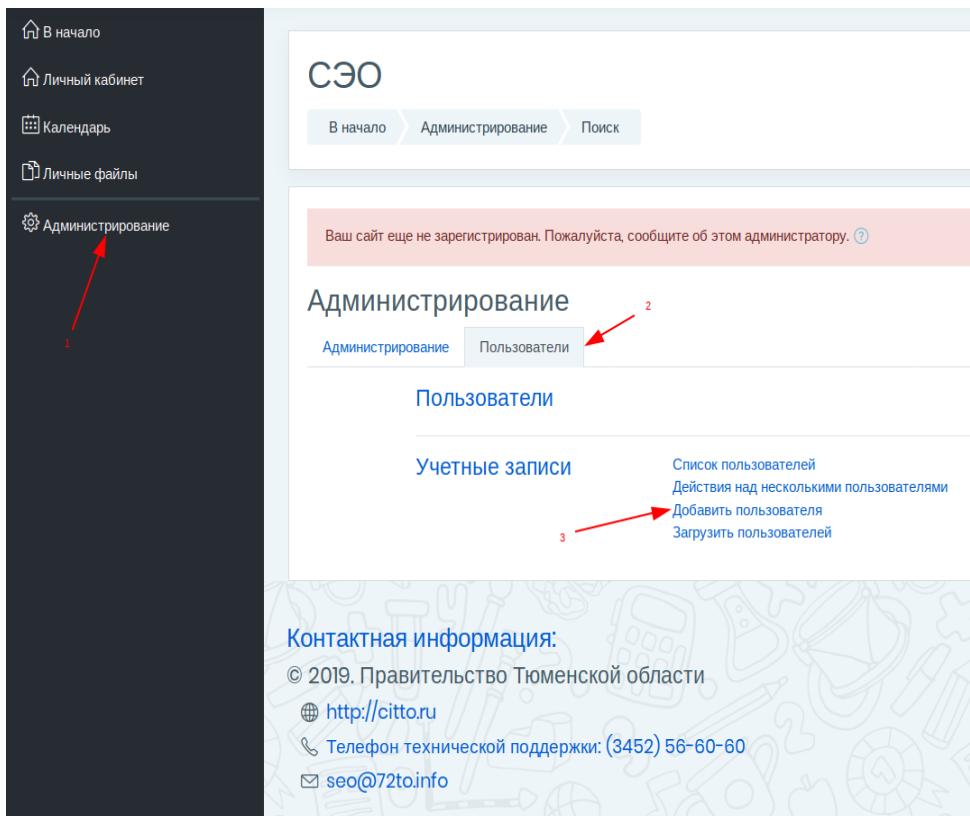 В начало
Личный кабинет
Календарь
Личные файлы
Администрирование
1
СЭО
В начало Администрирование Поиск
Ваш сайт еще не зарегистрирован. Пожалуйста, сообщите об этом администратору. ?
Администрирование
2
Администрирование Пользователи
Пользователи
Учетные записи
Список пользователей
Действия над несколькими пользователями
Добавить пользователя
3
Загрузить пользователей
Контактная информация:
© 2019. Правительство Тюменской области
http://citto.ru
Телефон технической поддержки: (3452) 56-60-60
seo@72to.info